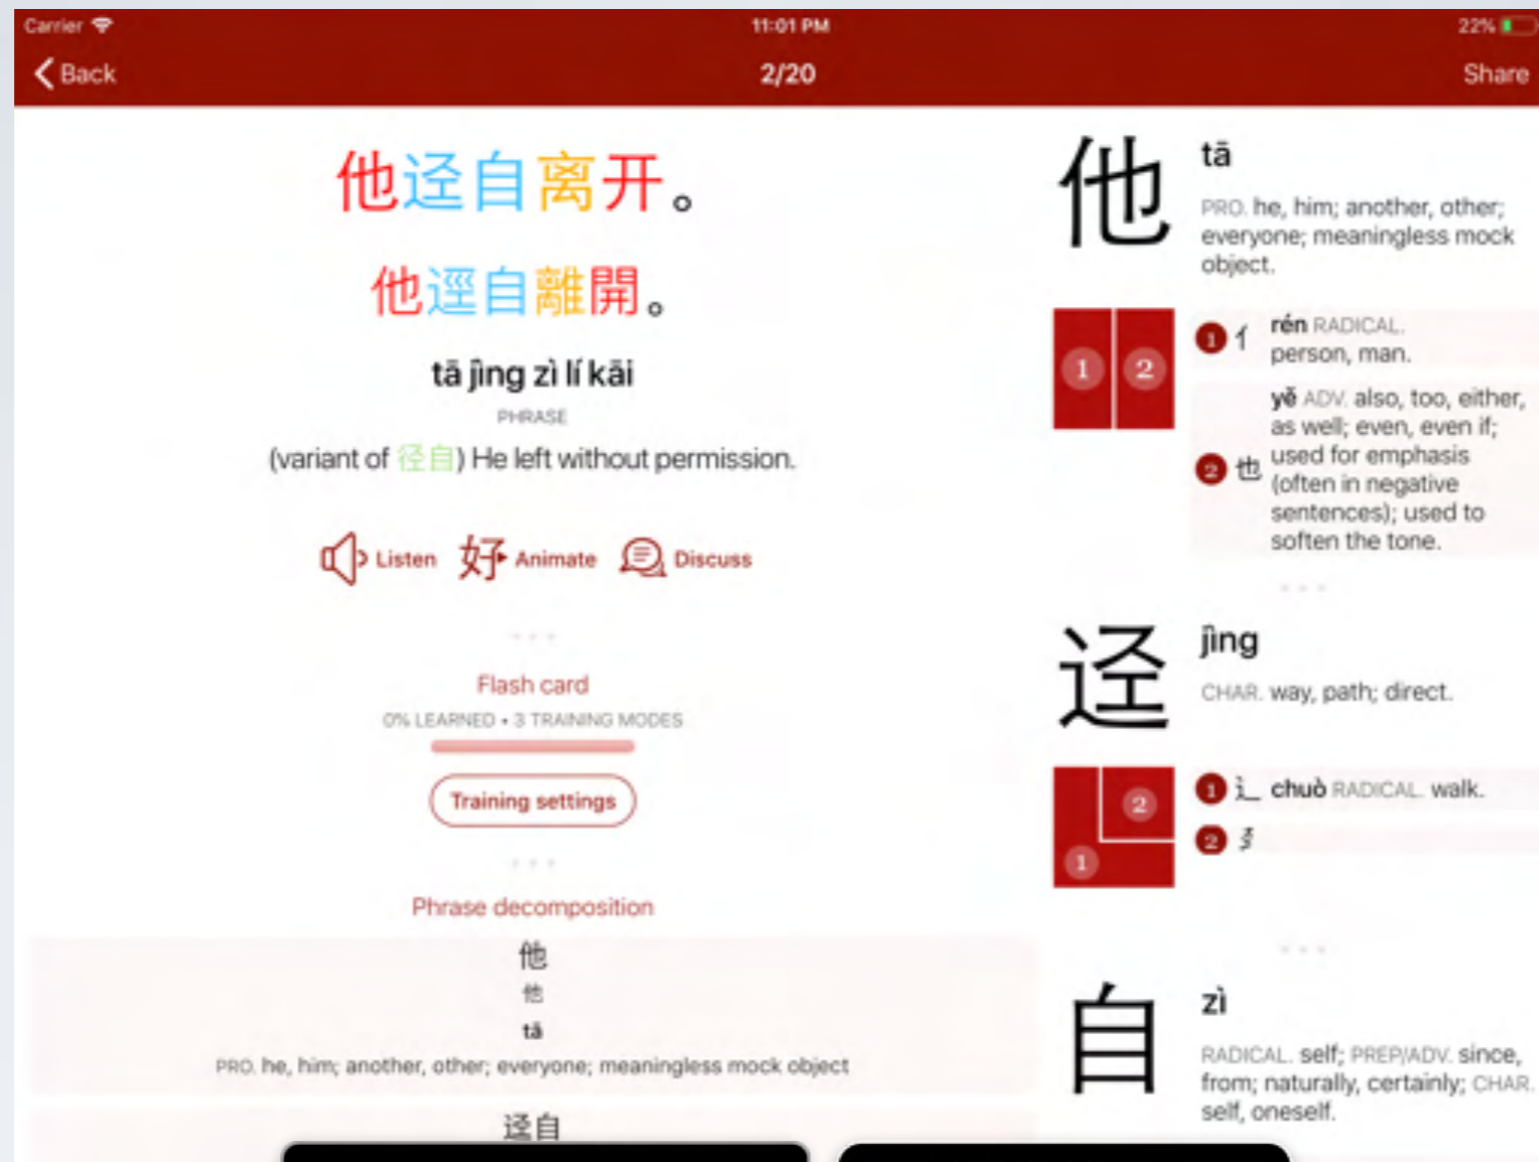 Carrier
11:01 PM
22%
Back
2/20
Share
他迳自离开。
他逕自離開。
tā jìng zì lí kāi
PHRASE
(variant of 径自) He left without permission.
Listen
好 Animate
Discuss
Flash card
0% LEARNED • 3 TRAINING MODES
Training settings
Phrase decomposition
他
他
tā
PRO. he, him; another, other; everyone; meaningless mock object
迳自
他
tā
PRO. he, him; another, other;
everyone; meaningless mock
object.
1 2
1 亻 rén RADICAL.
person, man.
2 也 yě ADV. also, too, either,
as well; even, even if;
used for emphasis
(often in negative
sentences); used to
soften the tone.
迳
jìng
CHAR. way, path; direct.
2
1
1 辶 chuò RADICAL. walk.
2
自
zì
RADICAL. self; PREP/ADV. since,
from; naturally, certainly; CHAR.
self, oneself.